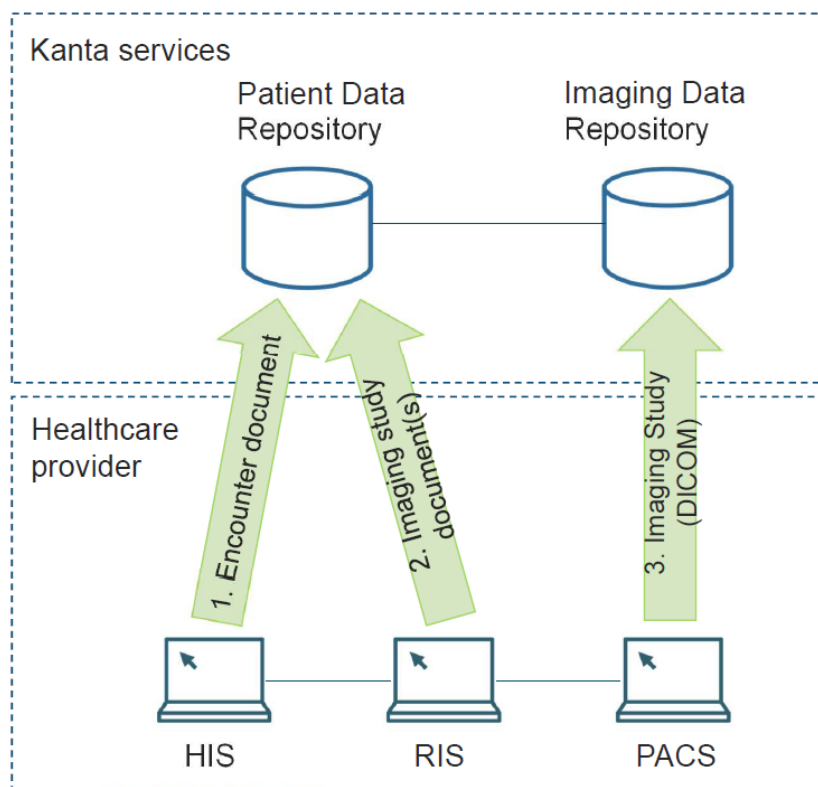 Kanta services
Patient Data
Repository
Imaging Data
Repository
1. Encounter document
2. Imaging study
document(s)
3. Imaging Study
(DICOM)
Healthcare
provider
HIS
RIS
PACS